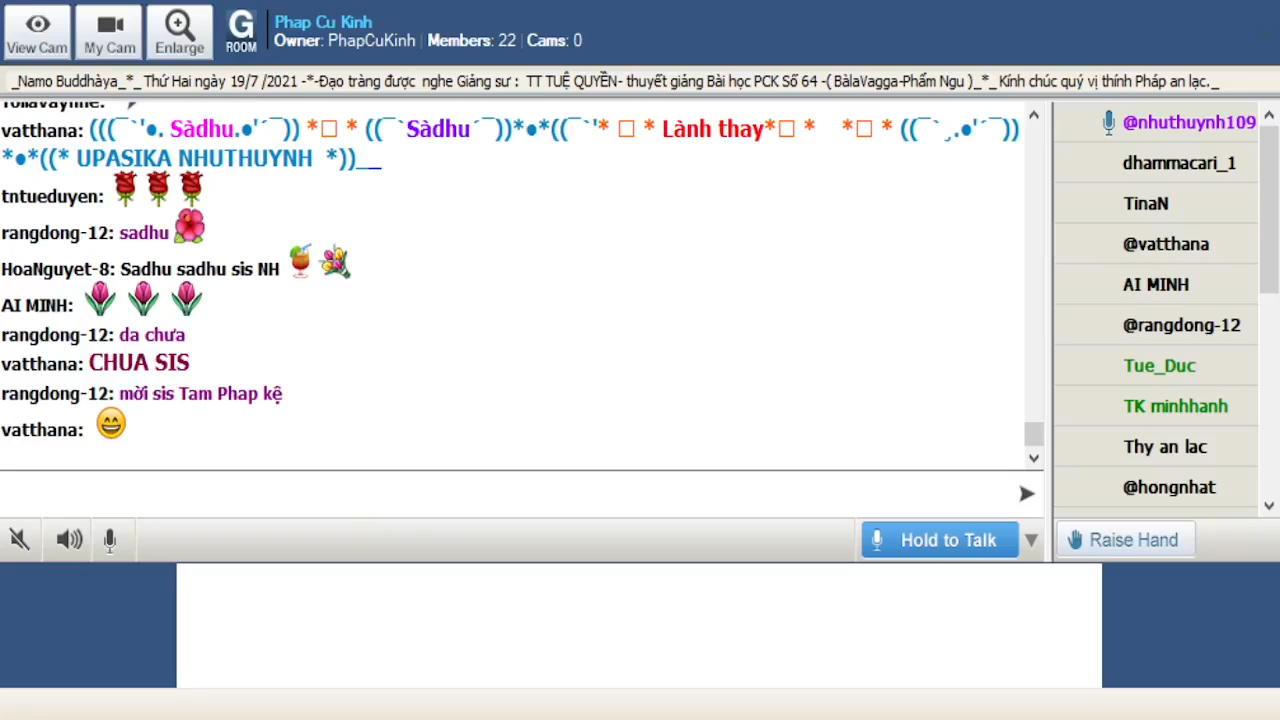 View Cam
My Cam
Enlarge
G
ROOM
Phap Cu Kinh
Owner: PhapCuKinh | Members: 22 | Cams: 0
_Namo Buddhàya_*_ Thứ Hai ngày 19/7 /2021 -*-Đạo tràng được nghe Giảng sư : TT TUỆ QUYỀN- thuyết giảng Bài học PCK Số 64 -( BàlaVagga-Phẩm Ngu )_*_ Kính chúc quý vị thính Pháp an lạc._
vatthana: (((¯`'●. Sàdhu.●'´¯)) *□ * ((¯`Sàdhu´¯))*●*((¯`'* □ * Lành thay*□ * *□ * ((¯`¸.●'´¯))
*●*((* UPASIKA NHUTHUYNH *))__
tntueduyen:
rangdong-12: sadhu
HoaNguyet-8: Sadhu sadhu sis NH
AI MINH:
rangdong-12: da chưa
vatthana: CHUA SIS
rangdong-12: mời sis Tam Phap kệ
vatthana:
@nhuthuynh109
dhammacari_1
TinaN
@vatthana
AI MINH
@rangdong-12
Tue_Duc
TK minhhanh
Thy an lac
@hongnhat
Hold to Talk
Raise Hand